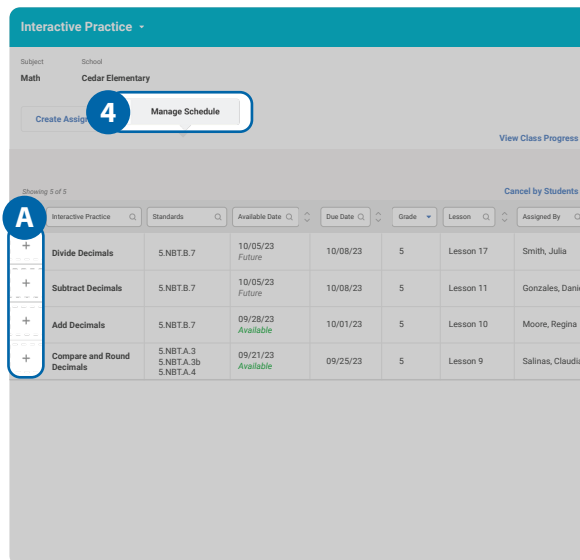 Interactive Practice
Subject School
Math Cedar Elementary
Create Assig 4 Manage Schedule
View Class Progress
Showing 5 of 5 Cancel by Students
A Interactive Practice Standards Available Date Due Date Grade Lesson Assigned By
+ Divide Decimals 5.NBT.B.7 10/05/23 10/08/23 5 Lesson 17 Smith, Julia
Future
+ Subtract Decimals 5.NBT.B.7 10/05/23 10/08/23 5 Lesson 11 Gonzales, Danie
Future
+ Add Decimals 5.NBT.B.7 09/28/23 10/01/23 5 Lesson 10 Moore, Regina
Available
+ Compare and Round 5.NBT.A.3 09/21/23 09/25/23 5 Lesson 9 Salinas, Claudia
Decimals 5.NBT.A.3b Available
5.NBT.A.4